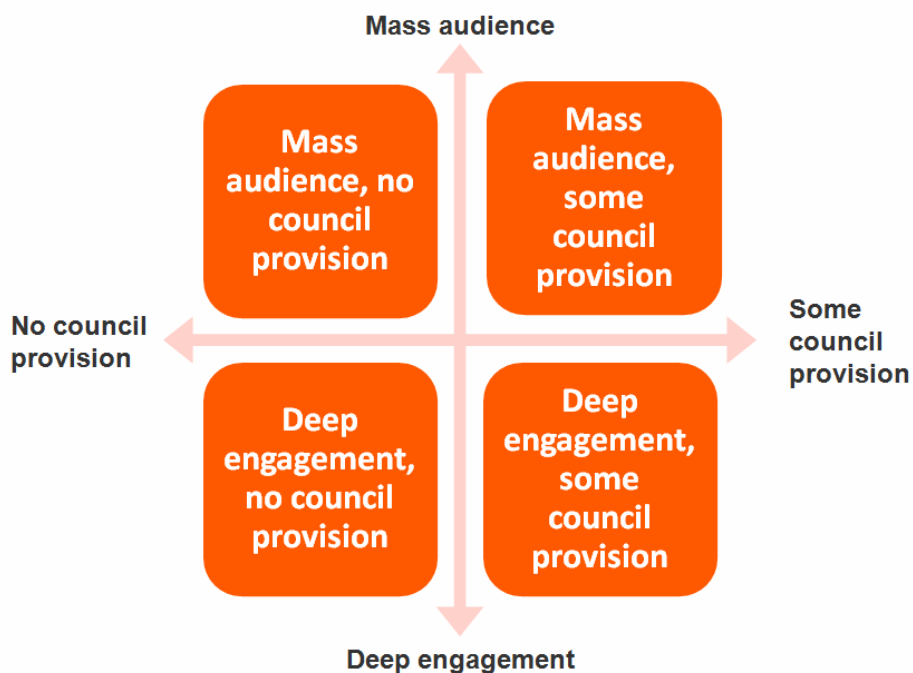 Mass audience
Mass
audience, no
council
provision
Mass
audience,
some
council
provision
No council
provision
Some
council
provision
Deep
engagement,
no council
provision
Deep
engagement,
some
council
provision
Deep engagement